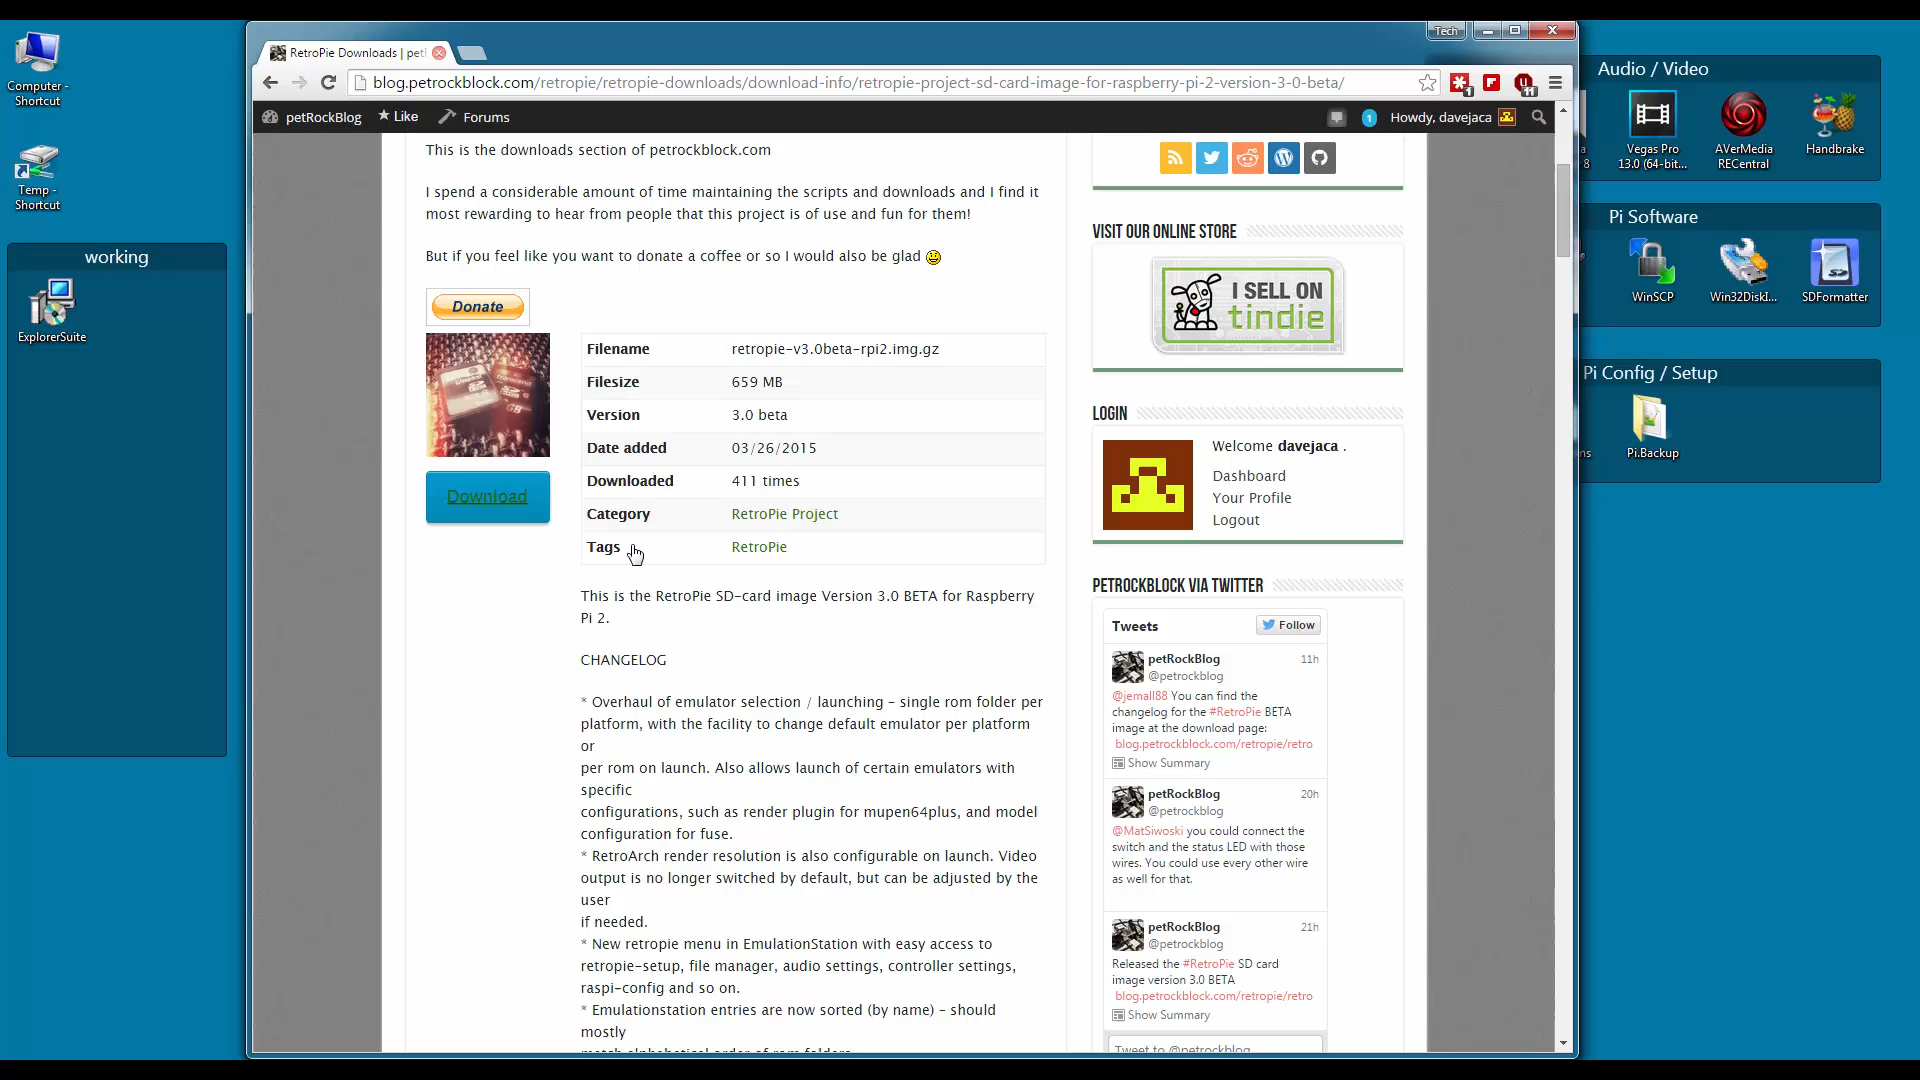 Computer -
Shortcut
Temp -
Shortcut
working
ExplorerSuite
Tech
RetroPie Downloads | pet
blog.petrockblock.com/retropie/retropie-downloads/download-info/retropie-project-sd-card-image-for-raspberry-pi-2-version-3-0-beta/
1
11
petRockBlog
Like
Forums
1
Howdy, davejaca
This is the downloads section of petrockblock.com
I spend a considerable amount of time maintaining the scripts and downloads and I find it
most rewarding to hear from people that this project is of use and fun for them!
But if you feel like you want to donate a coffee or so I would also be glad
Donate
Download
Filename retropie-v3.0beta-rpi2.img.gz
Filesize 659 MB
Version 3.0 beta
Date added 03/26/2015
Downloaded 411 times
Category RetroPie Project
Tags RetroPie
This is the RetroPie SD-card image Version 3.0 BETA for Raspberry
Pi 2.
CHANGELOG
* Overhaul of emulator selection / launching – single rom folder per
platform, with the facility to change default emulator per platform
or
per rom on launch. Also allows launch of certain emulators with
specific
configurations, such as render plugin for mupen64plus, and model
configuration for fuse.
* RetroArch render resolution is also configurable on launch. Video
output is no longer switched by default, but can be adjusted by the
user
if needed.
* New retropie menu in EmulationStation with easy access to
retropie-setup, file manager, audio settings, controller settings,
raspi-config and so on.
* Emulationstation entries are now sorted (by name) – should
mostly
match alphabetical order of rom folders
VISIT OUR ONLINE STORE
I SELL ON
tindie
LOGIN
Welcome davejaca .
Dashboard
Your Profile
Logout
PETROCKBLOCK VIA TWITTER
Tweets
Follow
petRockBlog 11h
@petrockblog
@jemall88 You can find the
changelog for the #RetroPie BETA
image at the download page:
blog.petrockblock.com/retropie/retro
Show Summary
petRockBlog 20h
@petrockblog
@MatSiwoski you could connect the
switch and the status LED with those
wires. You could use every other wire
as well for that.
petRockBlog 21h
@petrockblog
Released the #RetroPie SD card
image version 3.0 BETA
blog.petrockblock.com/retropie/retro
Show Summary
Tweet to @petrockblog
Audio / Video
8
Vegas Pro
13.0 (64-bit...
AVerMedia
RECentral
Handbrake
Pi Software
WinSCP
Win32DiskI...
SDFormatter
Pi Config / Setup
ns
Pi.Backup